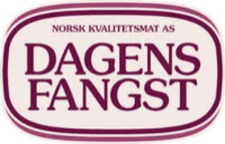 NORSK KVALITETSMAT AS
DAGENS
FANGST